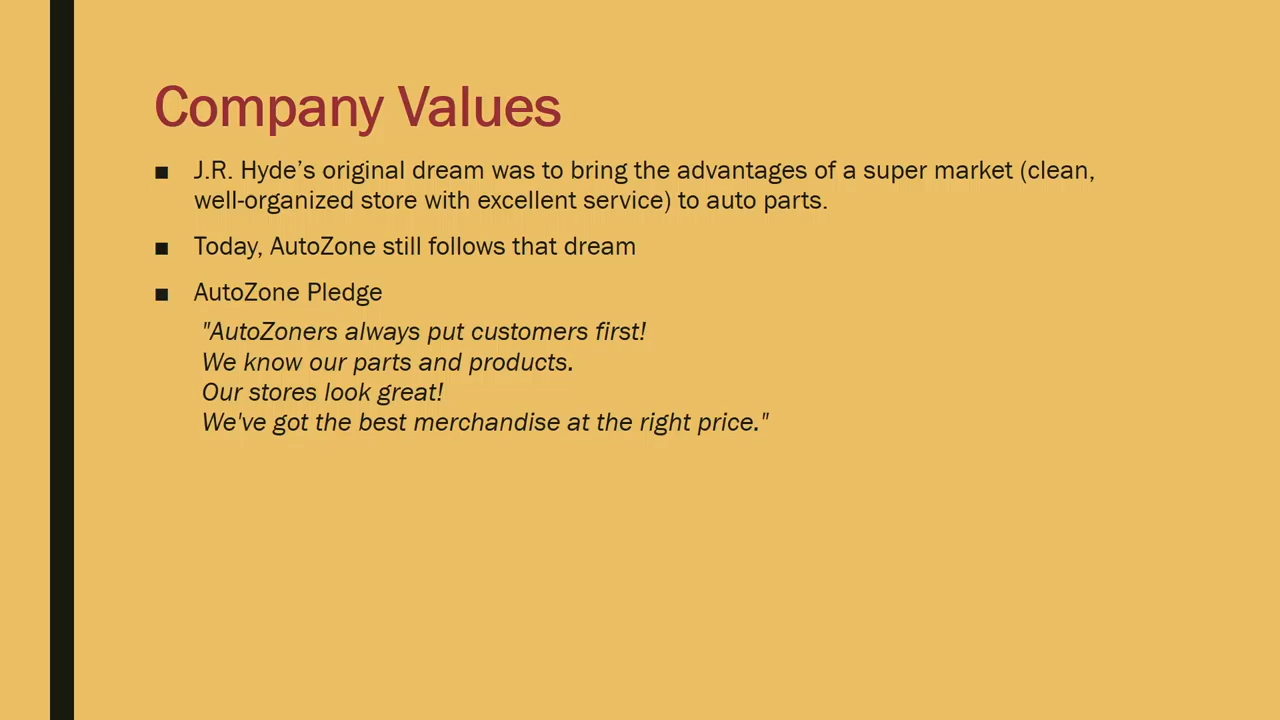 Company Values
■ J.R. Hyde’s original dream was to bring the advantages of a super market (clean,
well-organized store with excellent service) to auto parts.
■ Today, AutoZone still follows that dream
■ AutoZone Pledge
"AutoZoners always put customers first!
We know our parts and products.
Our stores look great!
We've got the best merchandise at the right price."